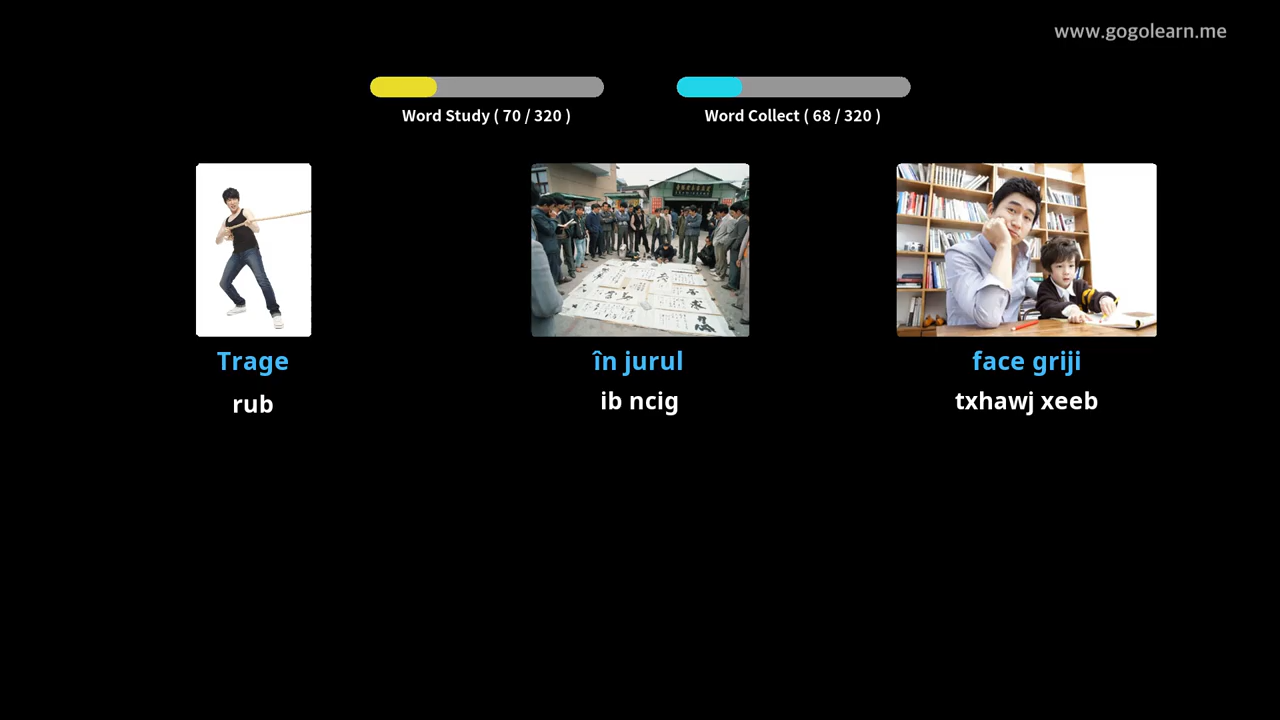 www.gogolearn.me
Word Study ( 70 / 320 )
Word Collect ( 68 / 320 )
Trage
în jurul
face griji
rub
ib ncig
txhawj xeeb